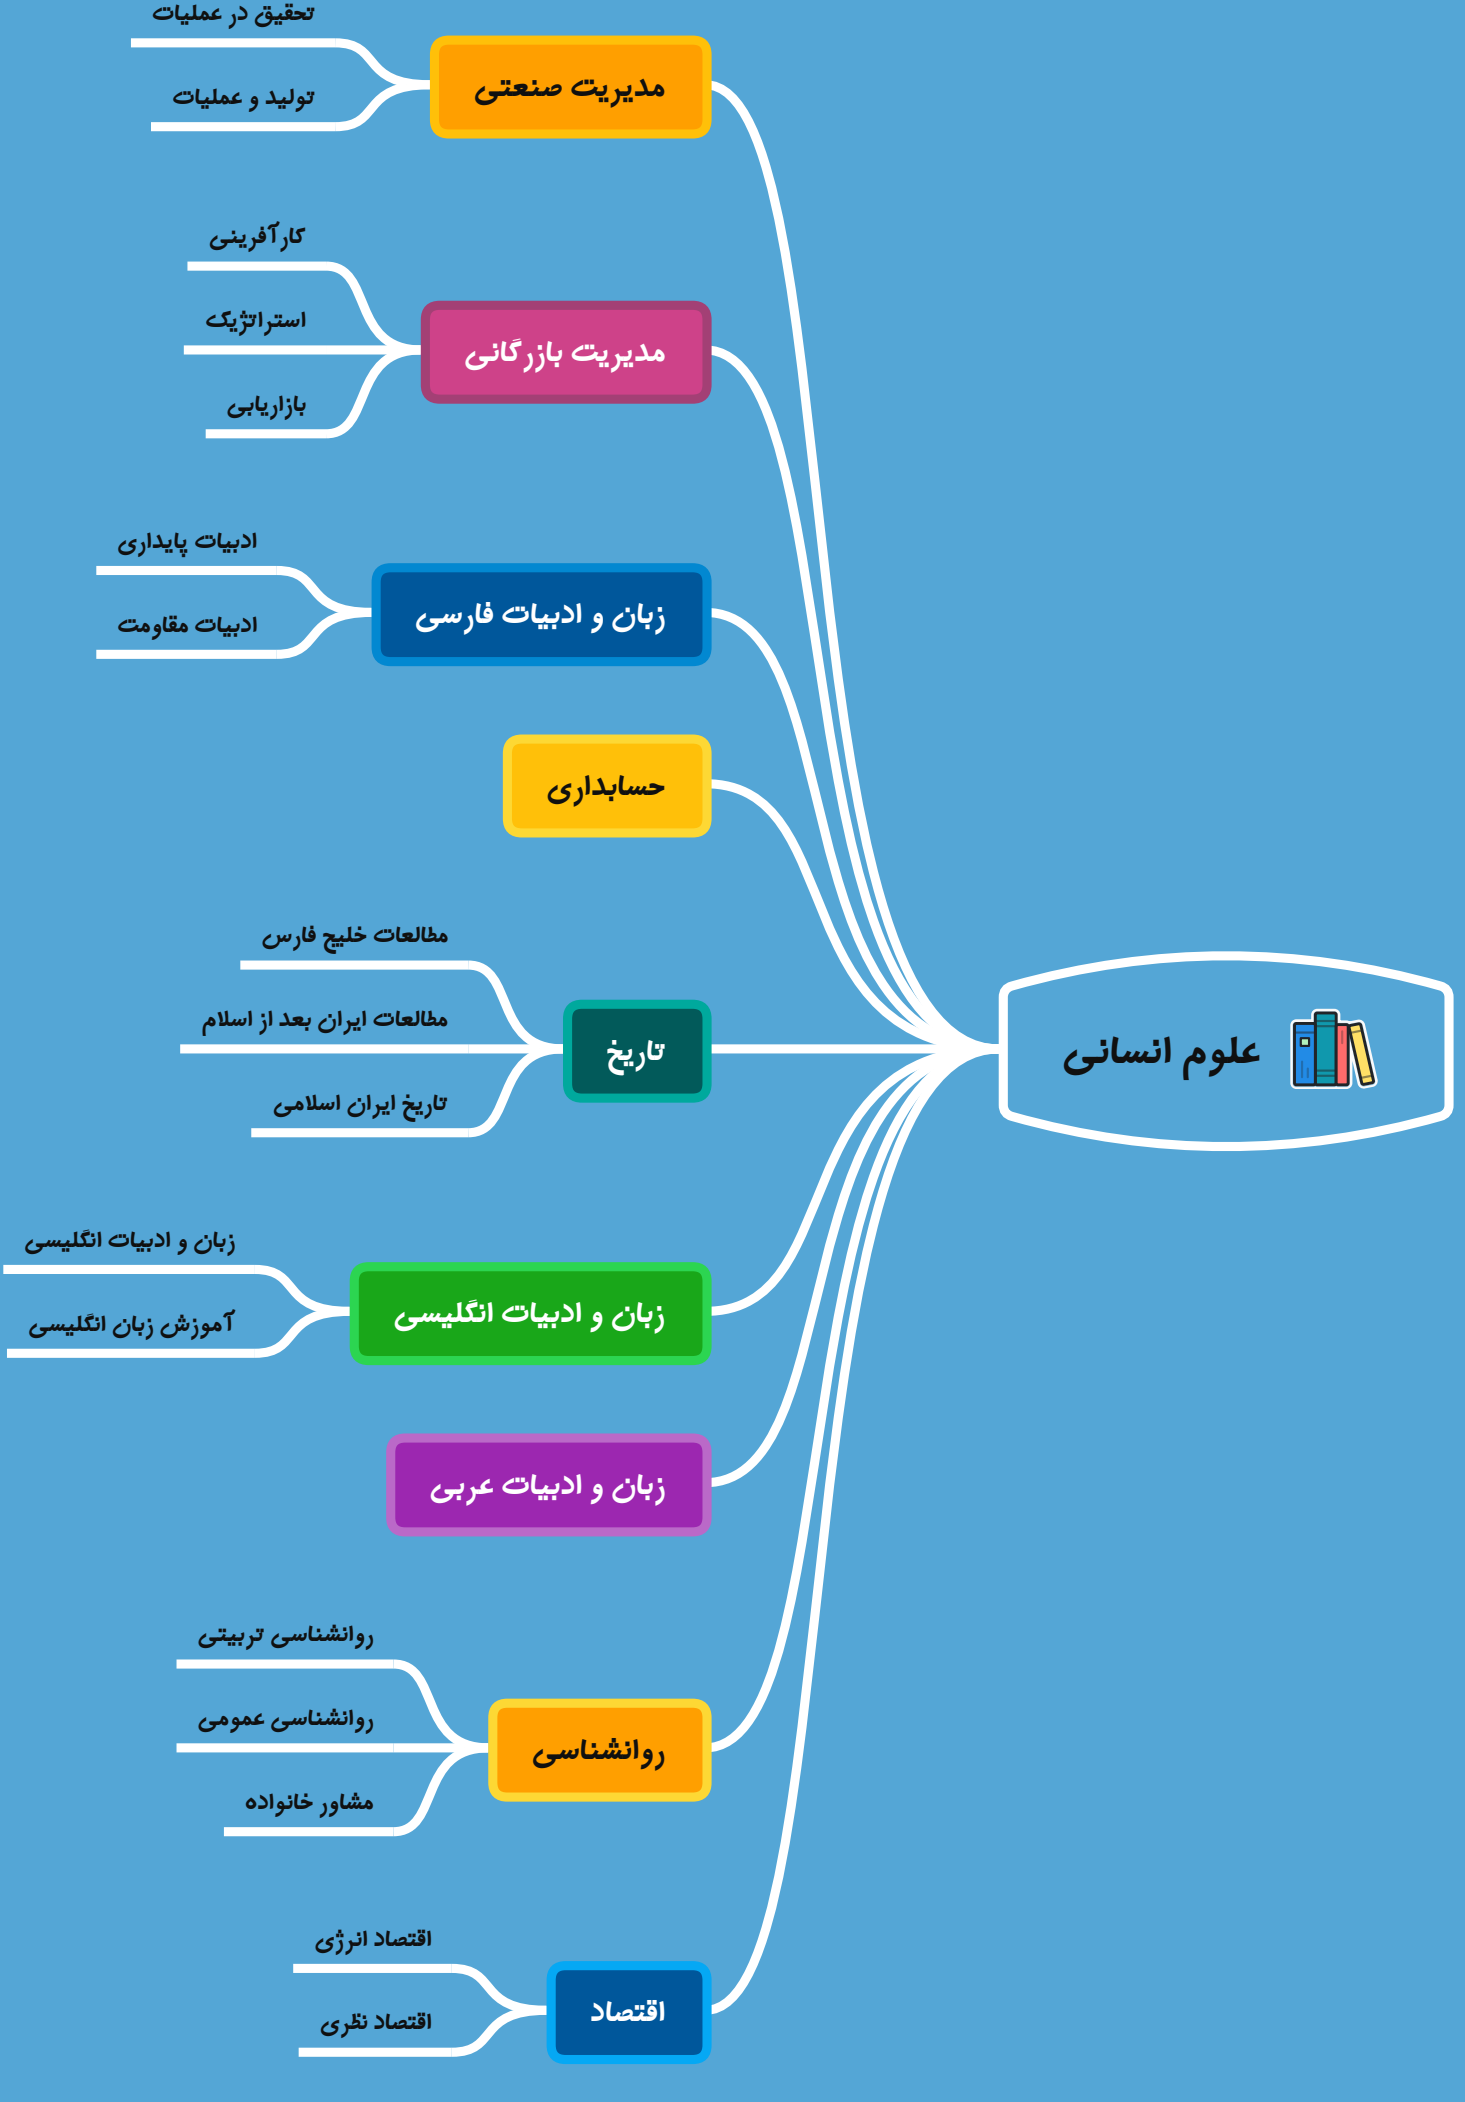 علوم انسانی
مدیریت صنعتی
تحقیق در عملیات
تولید و عملیات
مدیریت بازرگانی
کارآفرینی
استراتژیک
بازاریابی
زبان و ادبیات فارسی
ادبیات پایداری
ادبیات مقاومت
حسابداری
تاریخ
مطالعات خلیج فارس
مطالعات ایران بعد از اسلام
تاریخ ایران اسلامی
زبان و ادبیات انگلیسی
زبان و ادبیات انگلیسی
آموزش زبان انگلیسی
زبان و ادبیات عربی
روانشناسی
روانشناسی تربیتی
روانشناسی عمومی
مشاور خانواده
اقتصاد
اقتصاد انرژی
اقتصاد نظری